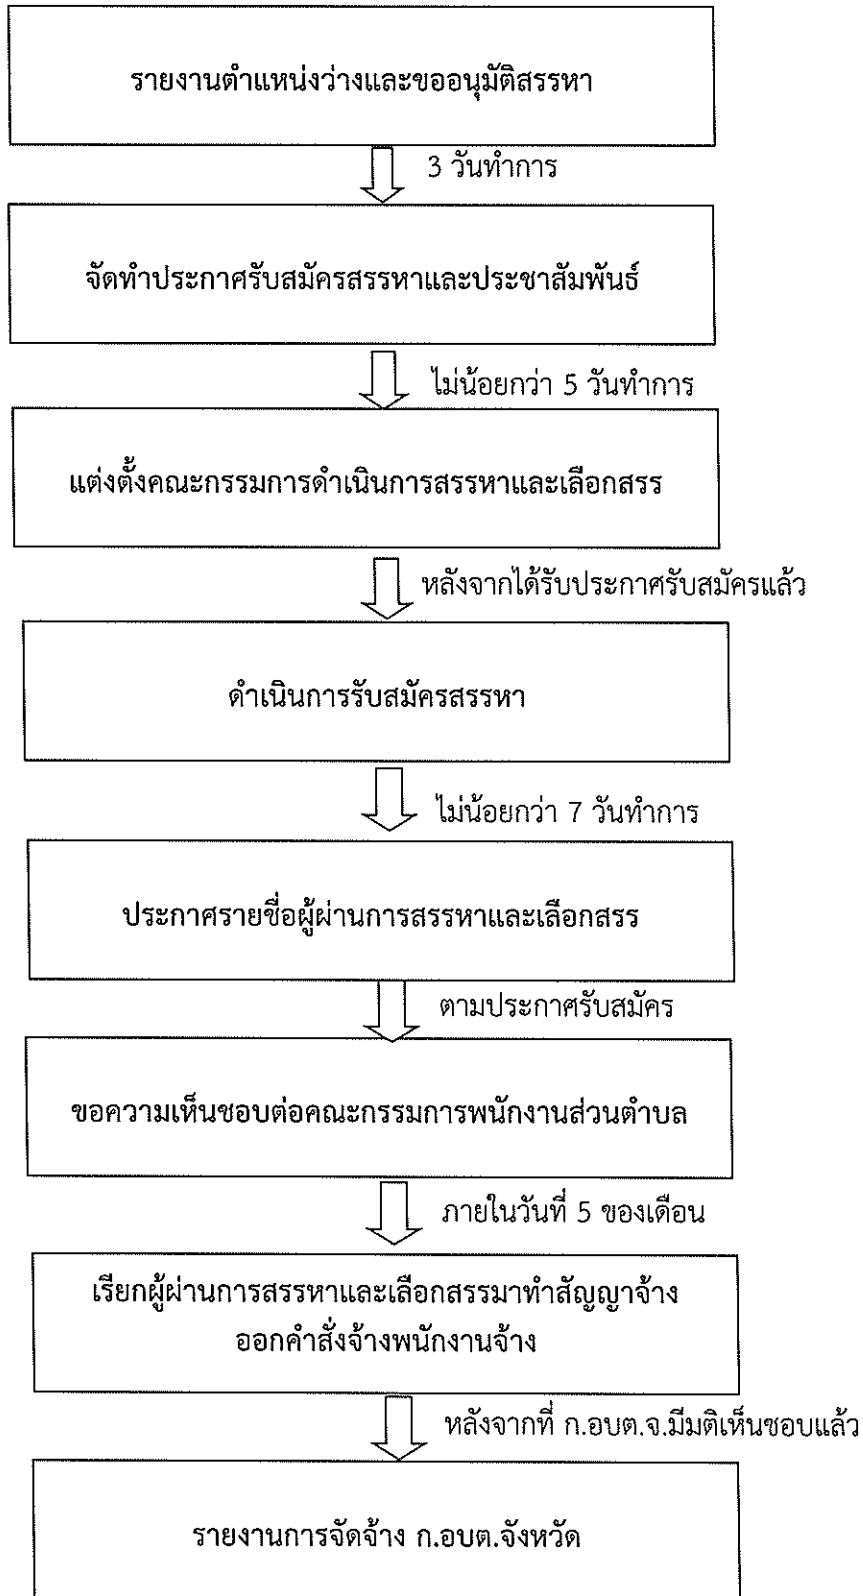 รายงานตำแหน่งว่างและขออนุมัติสรรหา
3 วันทำการ
จัดทำประกาศรับสมัครสรรหาและประชาสัมพันธ์
ไม่น้อยกว่า 5 วันทำการ
แต่งตั้งคณะกรรมการดำเนินการสรรหาและเลือกสรร
หลังจากได้รับประกาศรับสมัครแล้ว
ดำเนินการรับสมัครสรรหา
ไม่น้อยกว่า 7 วันทำการ
ประกาศรายชื่อผู้ผ่านการสรรหาและเลือกสรร
ตามประกาศรับสมัคร
ขอความเห็นชอบต่อคณะกรรมการพนักงานส่วนตำบล
ภายในวันที่ 5 ของเดือน
เรียกผู้ผ่านการสรรหาและเลือกสรรมาทำสัญญาจ้าง
ออกคำสั่งจ้างพนักงานจ้าง
หลังจากที่ ก.อบต.จ.มีมติเห็นชอบแล้ว
รายงานการจัดจ้าง ก.อบต.จังหวัด